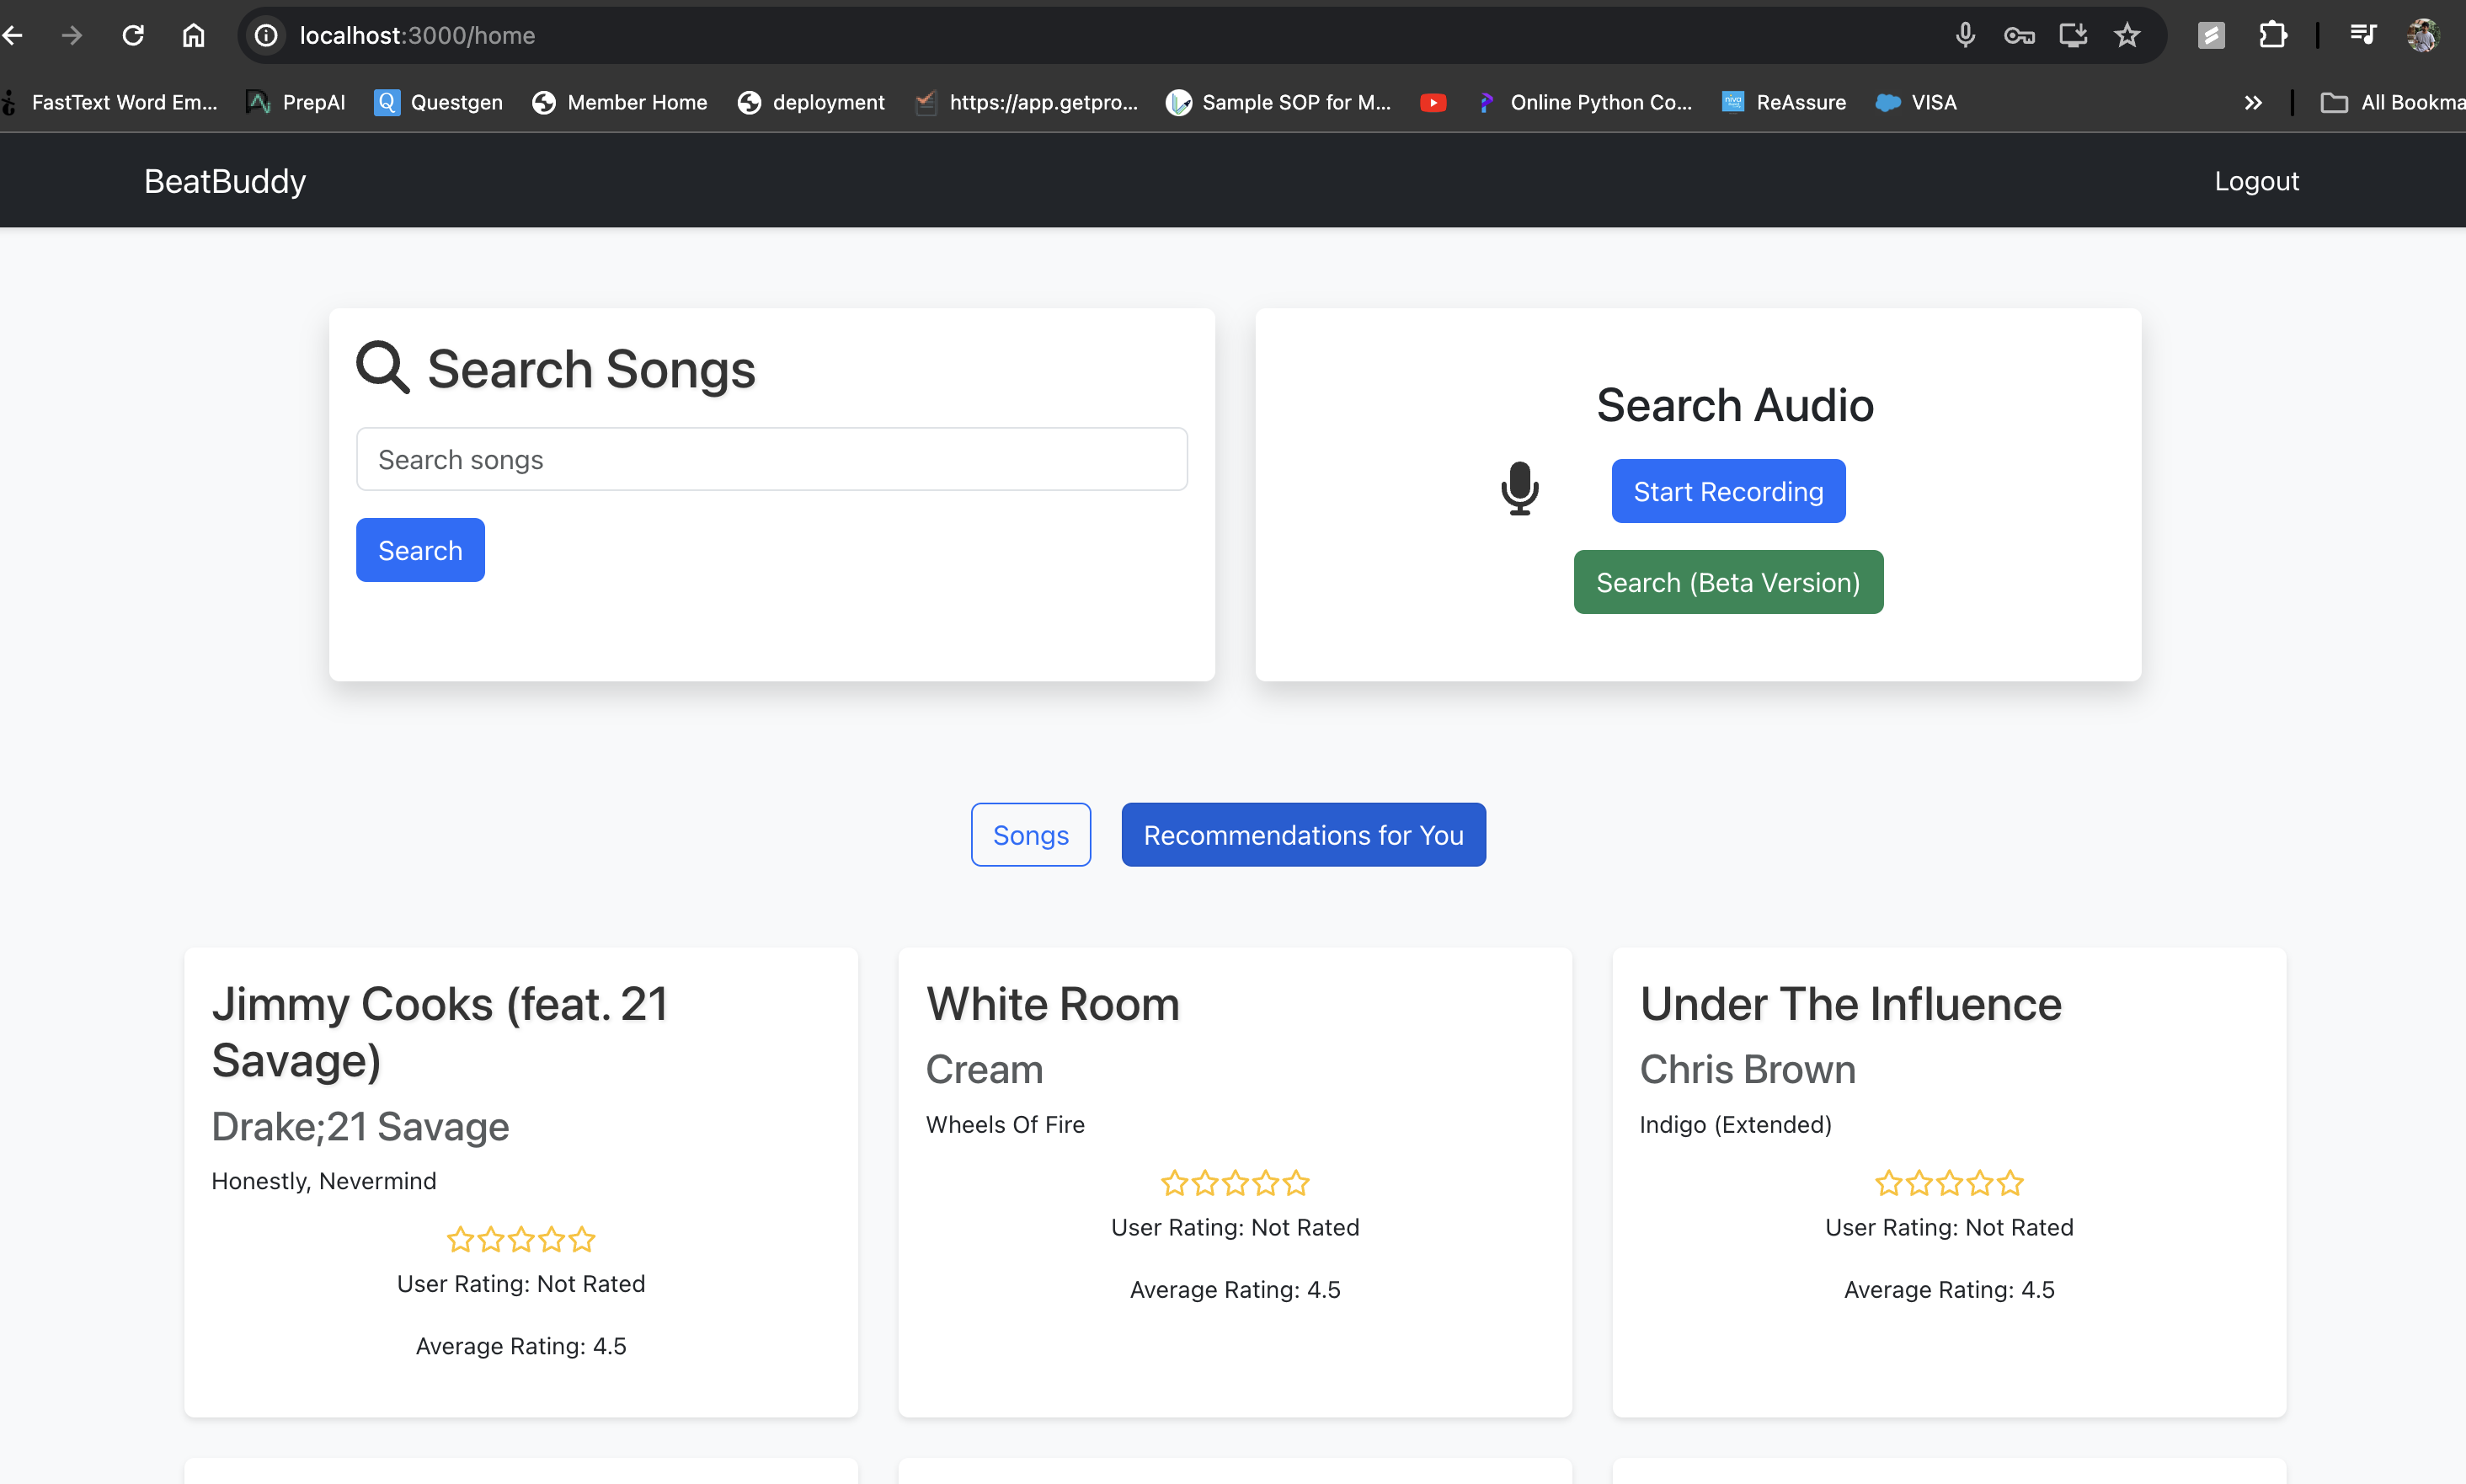 localhost:3000/home
FastText Word Em...
PrepAI
Questgen
Member Home
deployment
https://app.getpro...
Sample SOP for M...
Online Python Co...
ReAssure
VISA
All Bookma
BeatBuddy
Logout
Search Songs
Search songs
Search
Search Audio
Start Recording
Search (Beta Version)
Songs
Recommendations for You
Jimmy Cooks (feat. 21
Savage)
Drake;21 Savage
Honestly, Nevermind
User Rating: Not Rated
Average Rating: 4.5
White Room
Cream
Wheels Of Fire
User Rating: Not Rated
Average Rating: 4.5
Under The Influence
Chris Brown
Indigo (Extended)
User Rating: Not Rated
Average Rating: 4.5